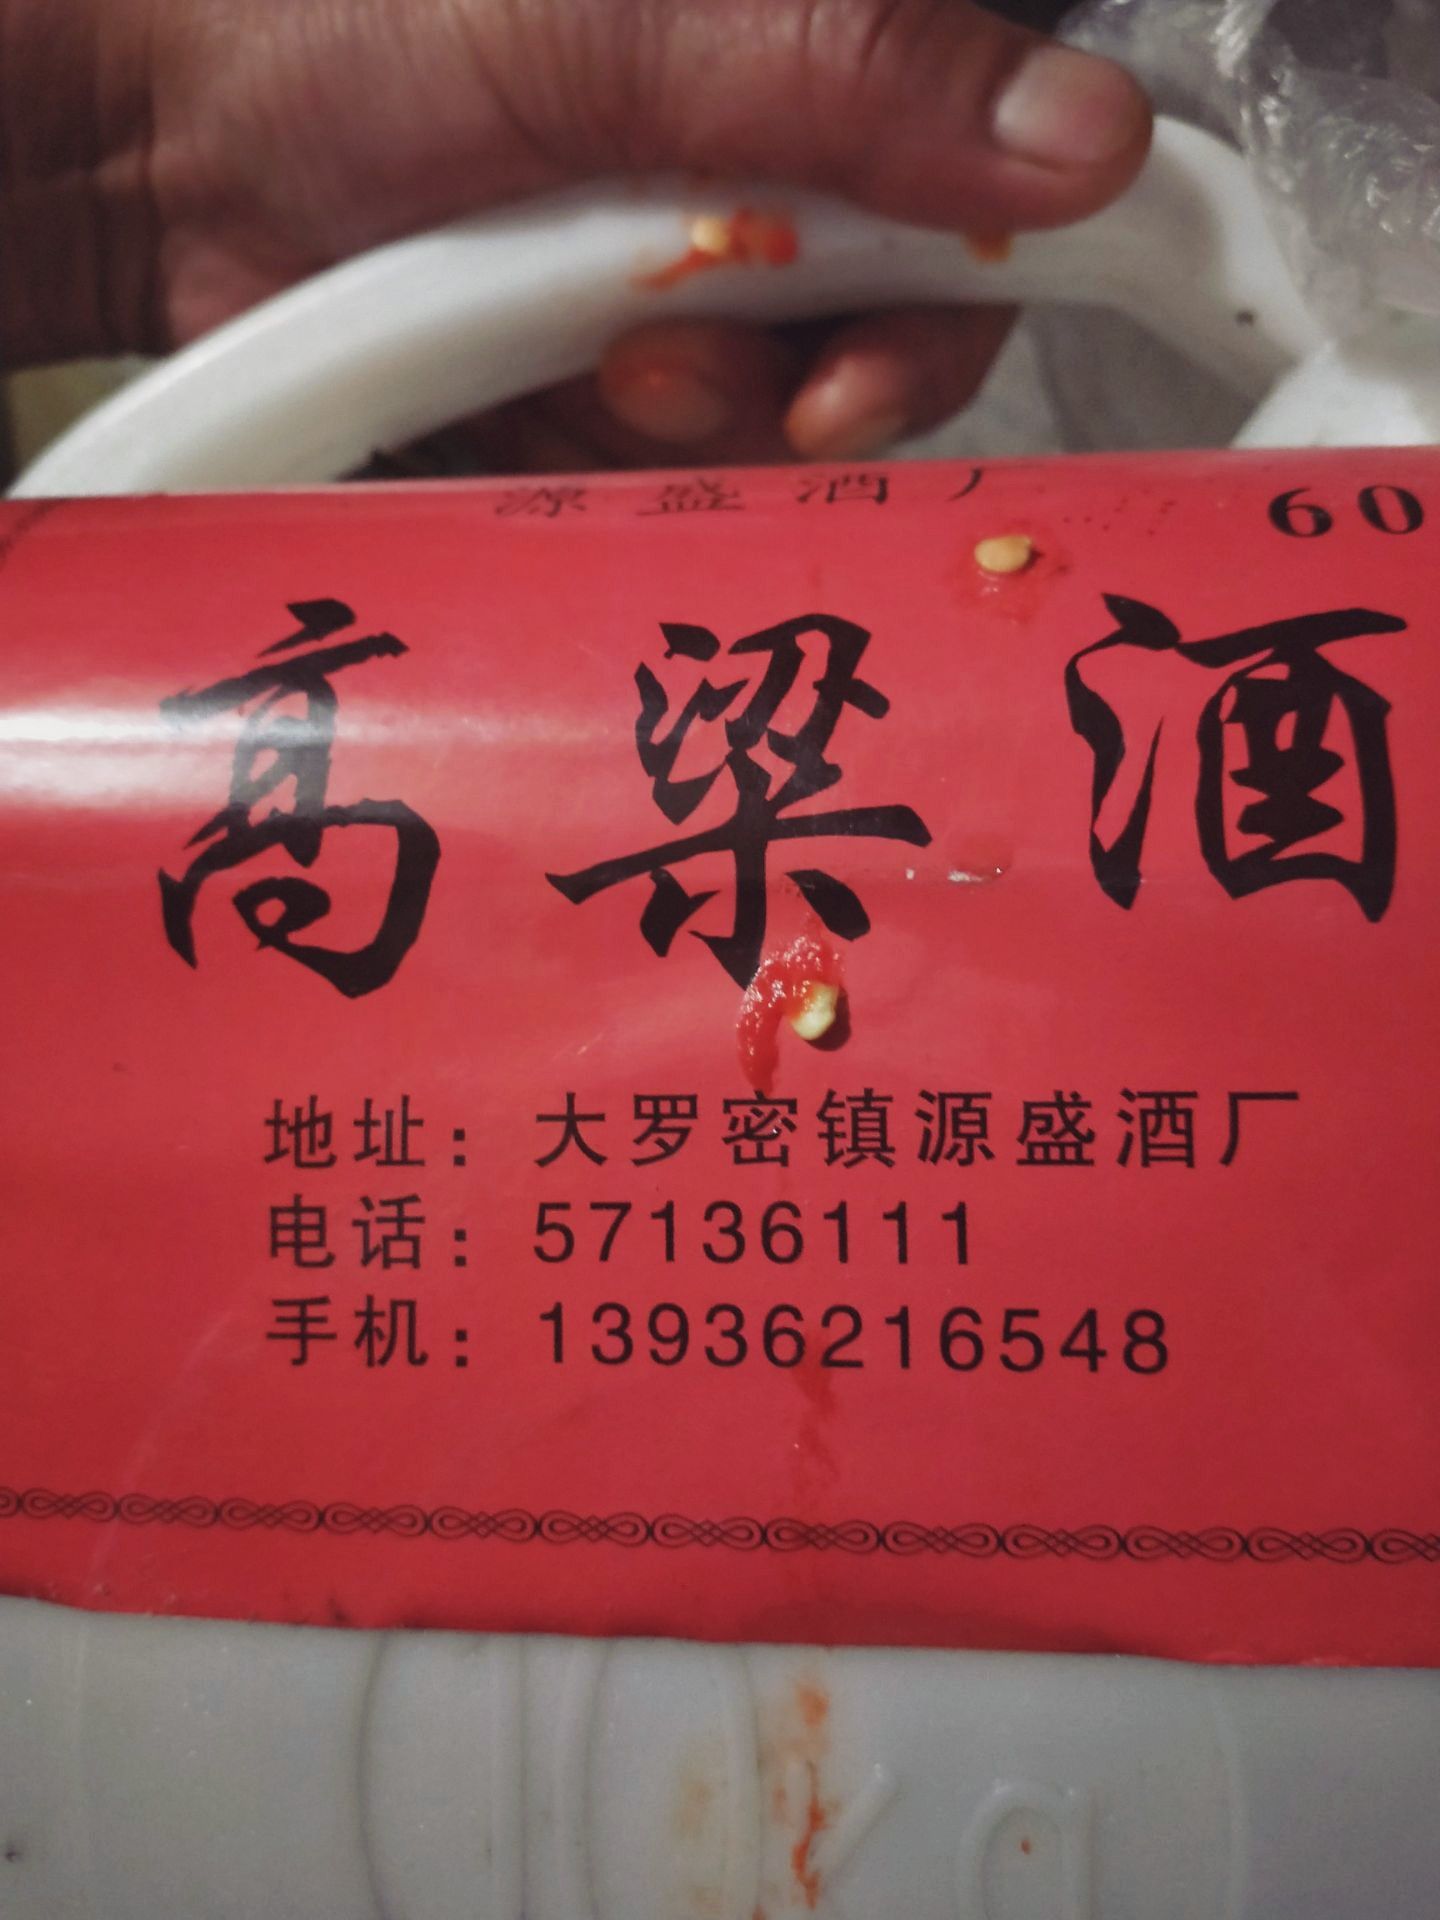 源盛酒厂 60
高粱酒
地址：大罗密镇源盛酒厂
电话：57136111
手机：13936216548